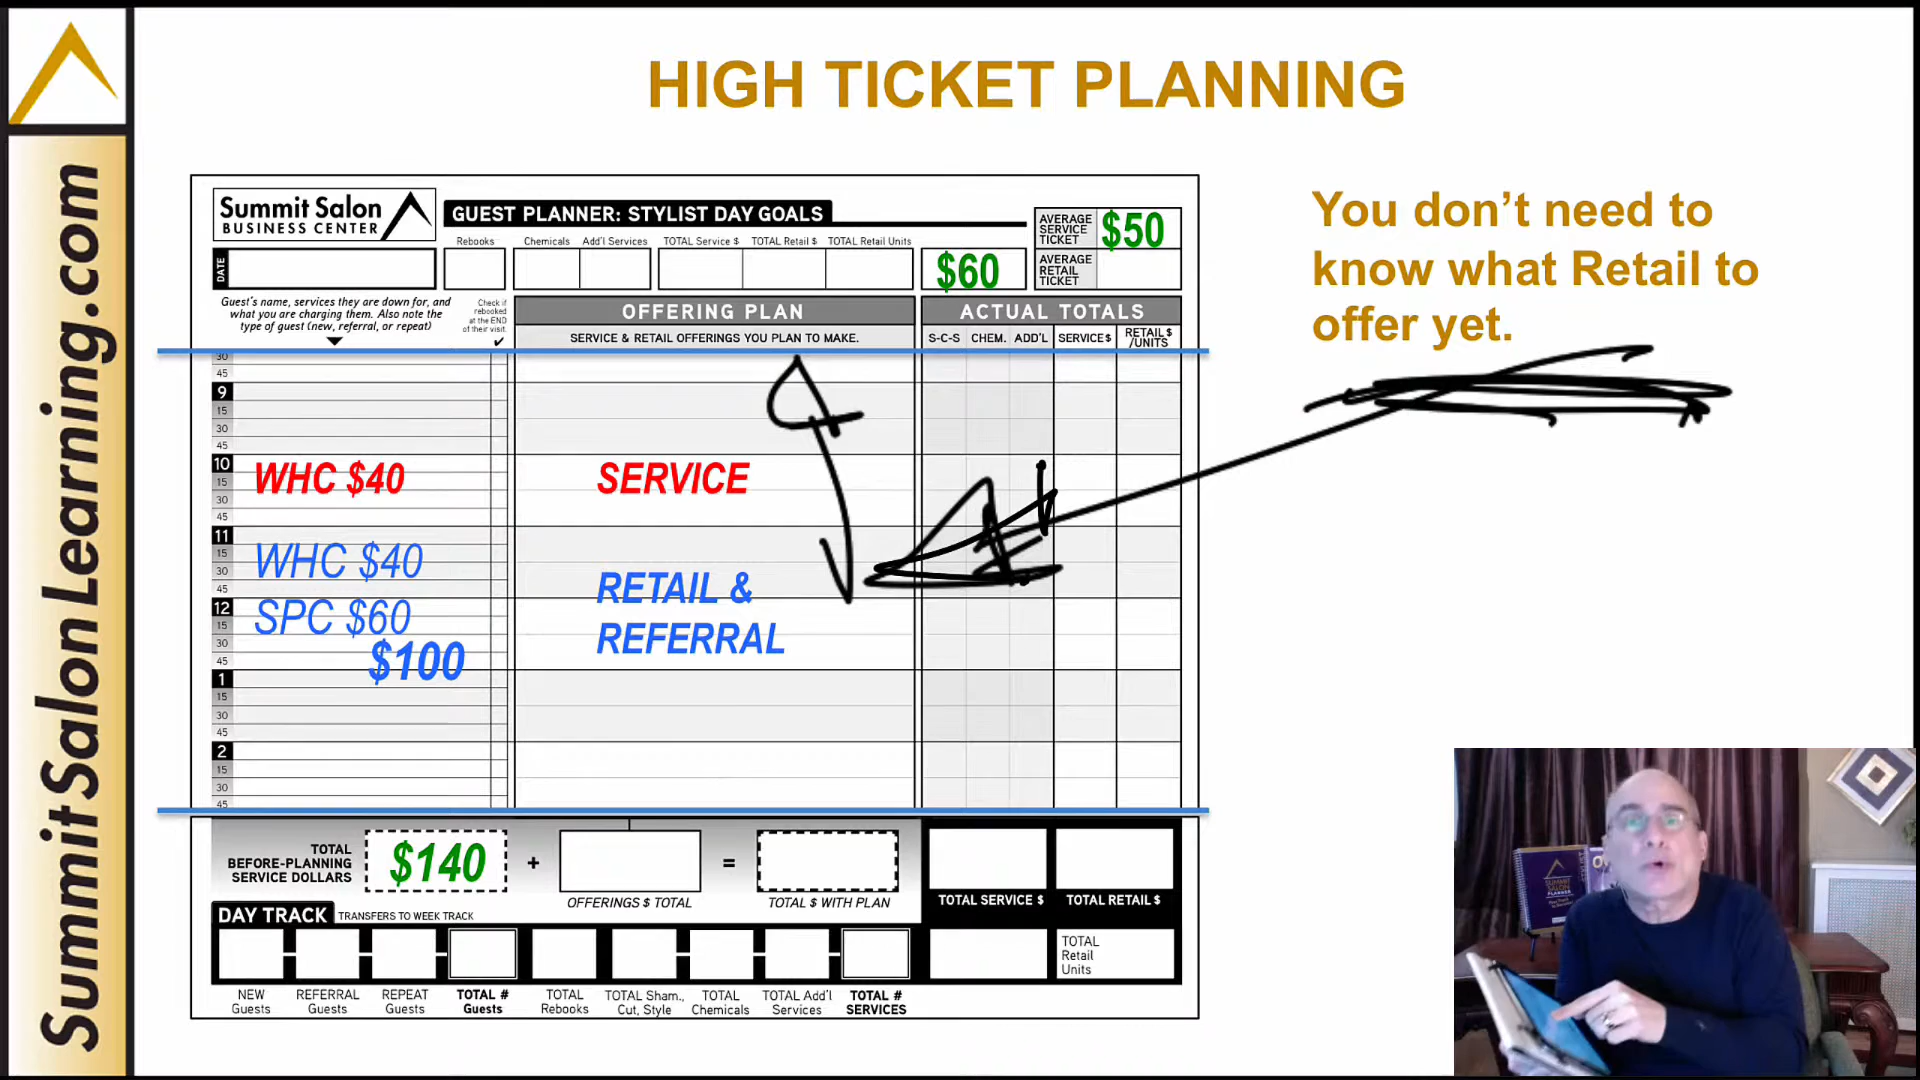 SummitSalonLearning.com
HIGH TICKET PLANNING
Summit Salon
BUSINESS CENTER
GUEST PLANNER: STYLIST DAY GOALS
AVERAGE
SERVICE
TICKET
$50
Rebooks Chemicals Add'l Services TOTAL Service $ TOTAL Retail $ TOTAL Retail Units
DATE
$60
AVERAGE
RETAIL
TICKET
Guest's name, services they are down for, and
what you are charging them. Also note the
type of guest (new, referral, or repeat)
Check if
rebooked
at the END
of their visit.
✓
OFFERING PLAN
SERVICE & RETAIL OFFERINGS YOU PLAN TO MAKE.
ACTUAL TOTALS
S-C-S CHEM. ADD'L SERVICE$ RETAIL $
/UNITS
You don't need to
know what Retail to
offer yet.
30
45
9
15
30
45
10
15
30
45
11
15
30
45
12
15
30
45
1
15
30
45
2
15
30
45
WHC $40
SERVICE
WHC $40
SPC $60
$100
RETAIL &
REFERRAL
TOTAL
BEFORE-PLANNING
SERVICE DOLLARS
$140
+
=
OFFERINGS $ TOTAL
TOTAL $ WITH PLAN
TOTAL SERVICE $
TOTAL RETAIL $
DAY TRACK TRANSFERS TO WEEK TRACK
TOTAL
Retail
Units
NEW
Guests
REFERRAL
Guests
REPEAT
Guests
TOTAL #
Guests
TOTAL
Rebooks
TOTAL Sham.,
Cut, Style
TOTAL
Chemicals
TOTAL Add'l
Services
TOTAL #
SERVICES
SUMMIT
SALON
PLANNER